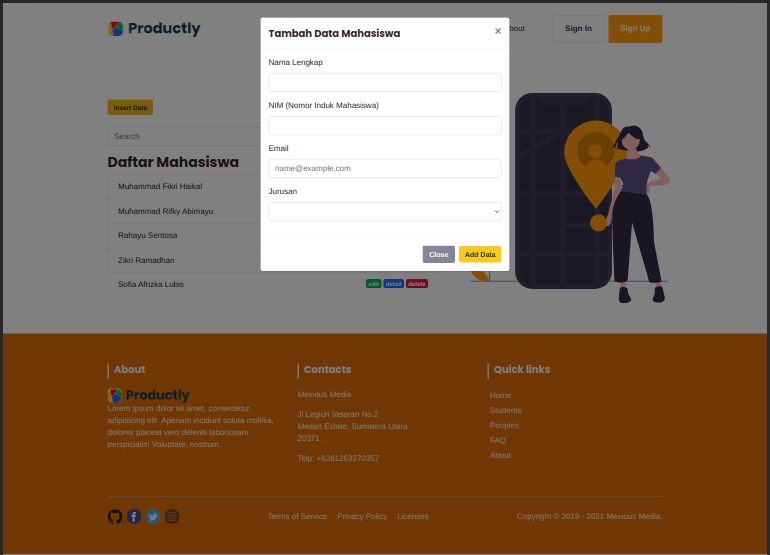 Productly
bout
Sign In
Sign Up
Insert Data
Search
Daftar Mahasiswa
Muhammad Fikri Haikal
Muhammad Rifky Abimayu
Rahayu Sentosa
Zikri Ramadhan
Sofia Afrizka Lubis
edit detail delete
Tambah Data Mahasiswa
×
Nama Lengkap
NIM (Nomor Induk Mahasiswa)
Email
name@example.com
Jurusan
Close
Add Data
About
Productly
Lorem ipsum dolor sit amet, consectetur
adipisicing elit. Aperiam incidunt soluta mollitia,
dolores placeat vero deleniti laboriosam
perspiciatis! Voluptate, nostrum.
Contacts
Mexious Media
Jl Legiun Veteran No.2
Medan Estate, Sumatera Utara
20371 .
Telp: +6281263270357
Quick links
Home
Students
Peoples
FAQ
About
Terms of Service Privacy Policy Licenses
Copyright © 2019 - 2021 Mexious Media.